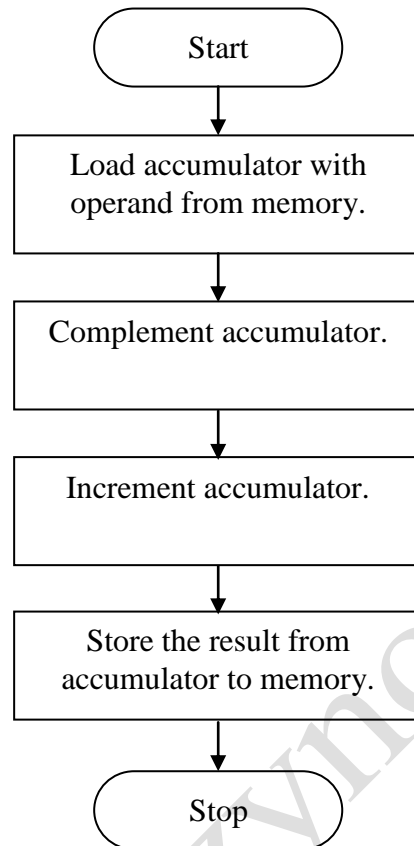 Start
Load accumulator with
operand from memory.
Complement accumulator.
Increment accumulator.
Store the result from
accumulator to memory.
Stop